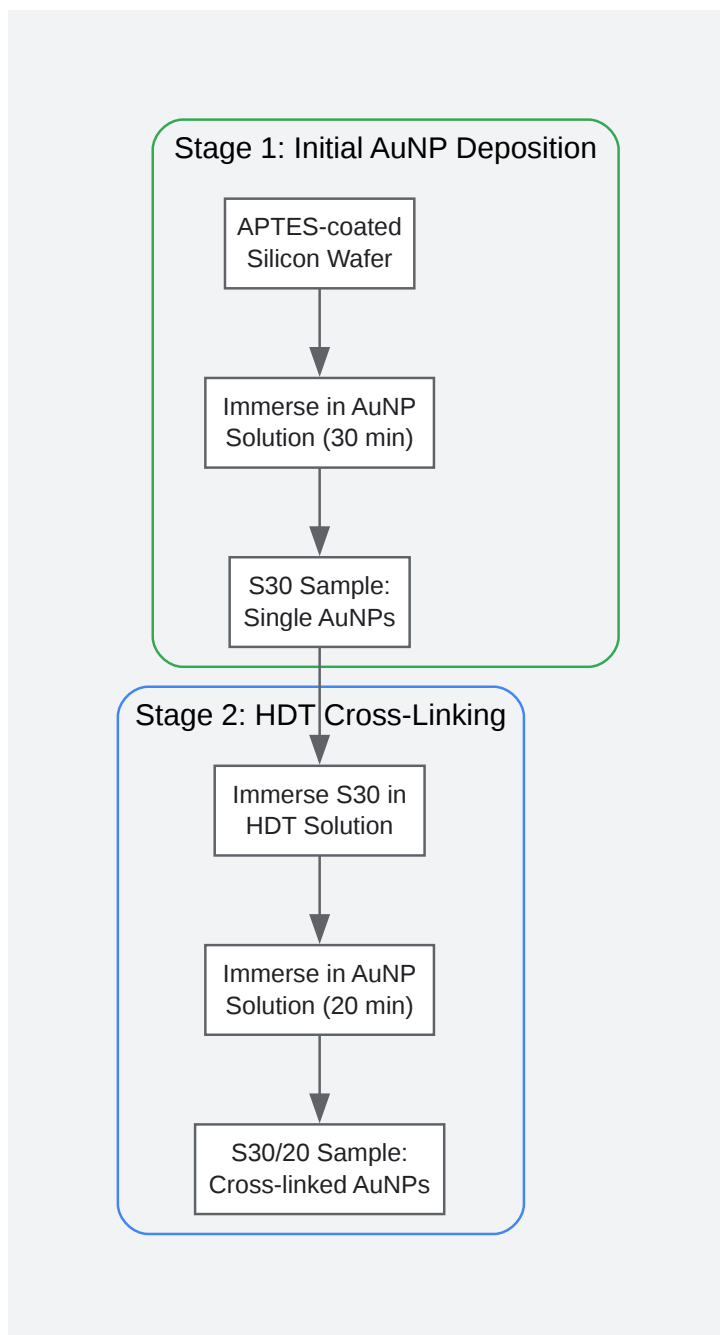 Stage 1: Initial AuNP Deposition
APTES-coated
Silicon Wafer
Immerse in AuNP
Solution (30 min)
S30 Sample:
Single AuNPs
Stage 2: HDT Cross-Linking
Immerse S30 in
HDT Solution
Immerse in AuNP
Solution (20 min)
S30/20 Sample:
Cross-linked AuNPs